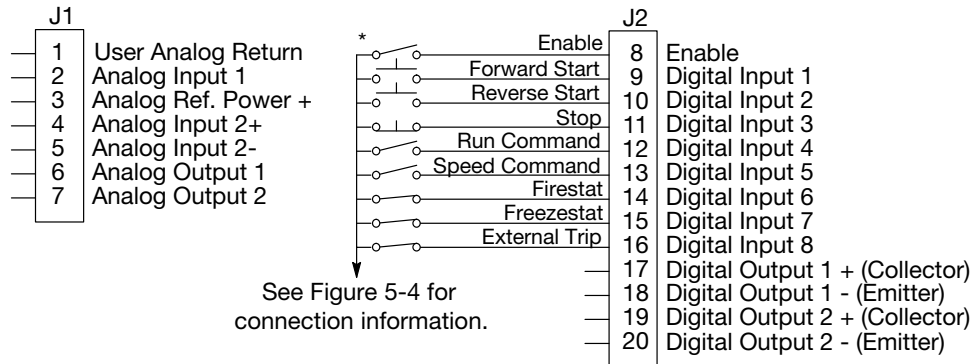 J1
1 User Analog Return
2 Analog Input 1
3 Analog Ref. Power +
4 Analog Input 2+
5 Analog Input 2-
6 Analog Output 1
7 Analog Output 2
*
J2
Enable 8 Enable
Forward Start 9 Digital Input 1
Reverse Start 10 Digital Input 2
Stop 11 Digital Input 3
Run Command 12 Digital Input 4
Speed Command 13 Digital Input 5
Firestat 14 Digital Input 6
Freezestat 15 Digital Input 7
External Trip 16 Digital Input 8
17 Digital Output 1 + (Collector)
18 Digital Output 1 - (Emitter)
19 Digital Output 2 + (Collector)
20 Digital Output 2 - (Emitter)
See Figure 5-4 for
connection information.